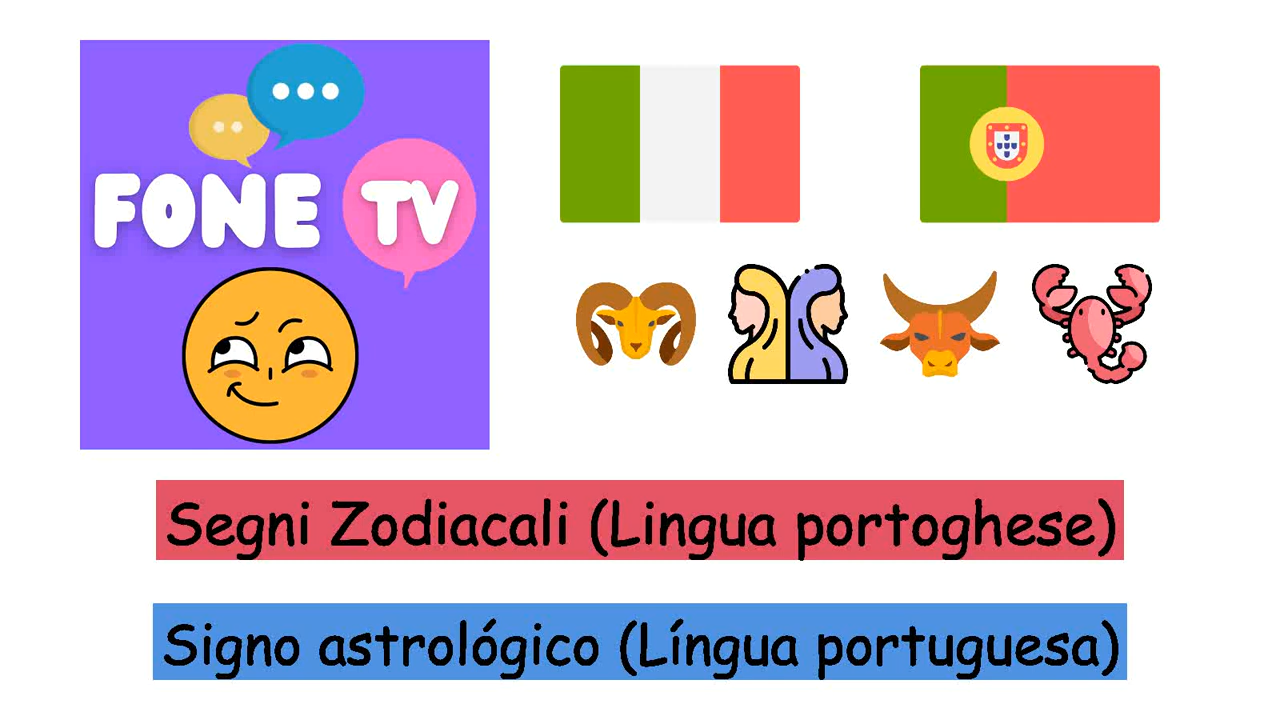 FONE TV
Segni Zodiacali (Lingua portoghese)
Signo astrológico (Língua portuguesa)